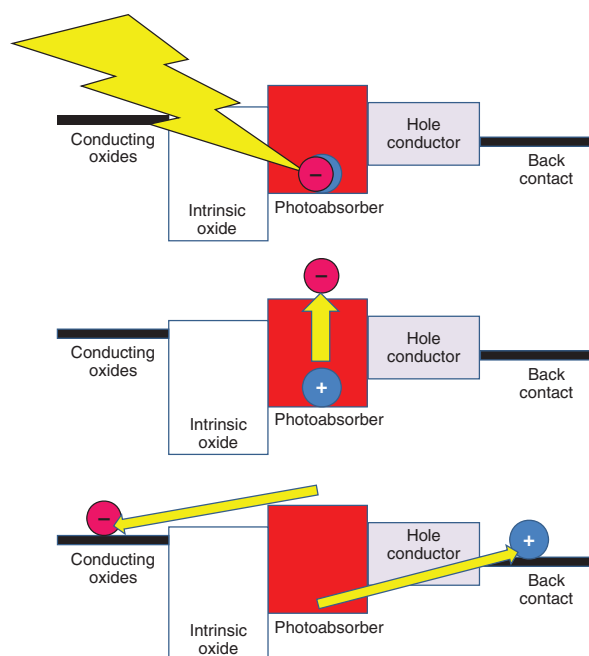 Conducting
oxides
Intrinsic
oxide
−
Photoabsorber
Hole
conductor
Back
contact
−
Conducting
oxides
Intrinsic
oxide
+
Photoabsorber
Hole
conductor
Back
contact
−
Conducting
oxides
Intrinsic
oxide
Photoabsorber
Hole
conductor
+
Back
contact